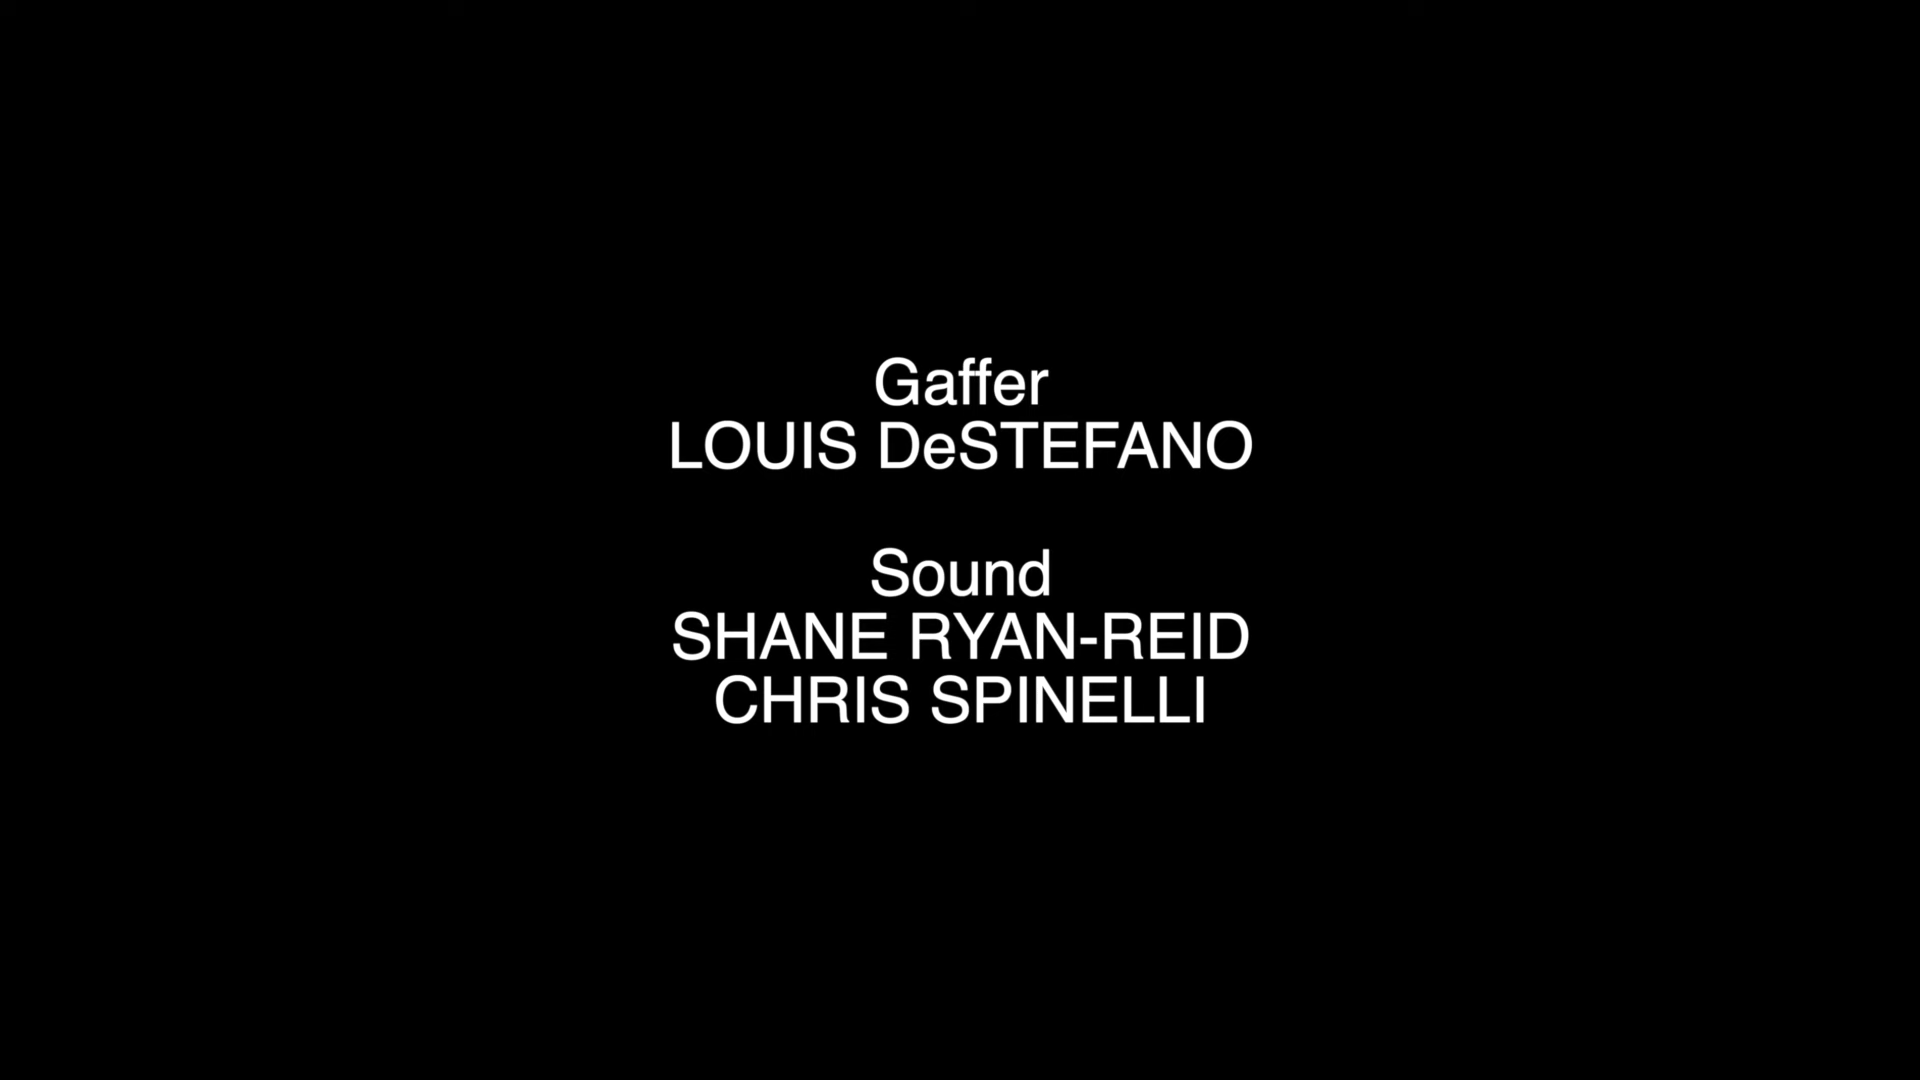 Gaffer
LOUIS DeSTEFANO
Sound
SHANE RYAN-REID
CHRIS SPINELLI